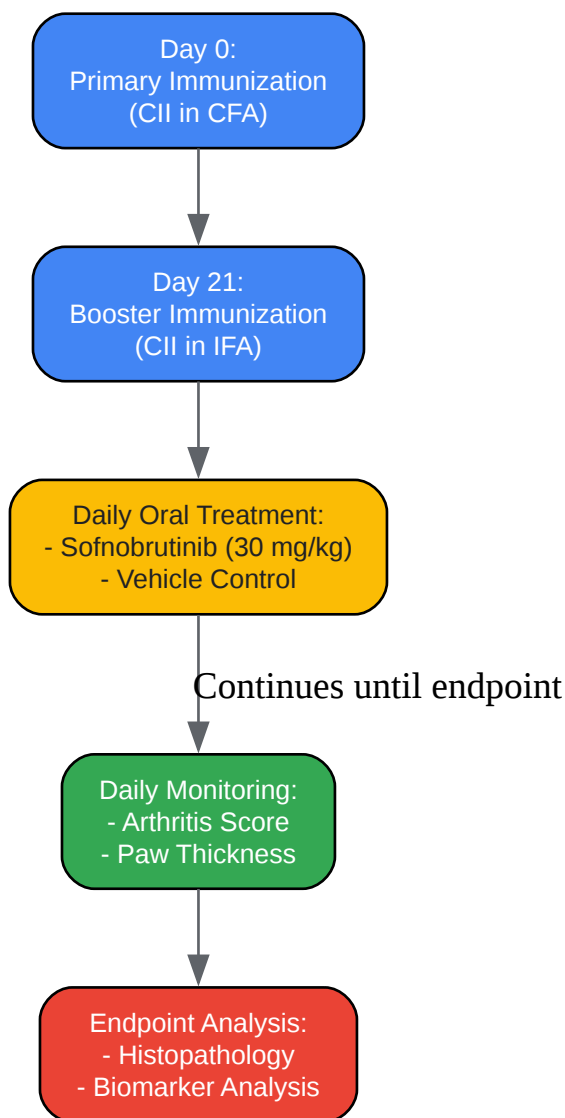 Day 0:
Primary Immunization
(CII in CFA)
Day 21:
Booster Immunization
(CII in IFA)
Daily Oral Treatment:
- Sofnobrutinib (30 mg/kg)
- Vehicle Control
Continues until endpoint
Daily Monitoring:
- Arthritis Score
- Paw Thickness
Endpoint Analysis:
- Histopathology
- Biomarker Analysis